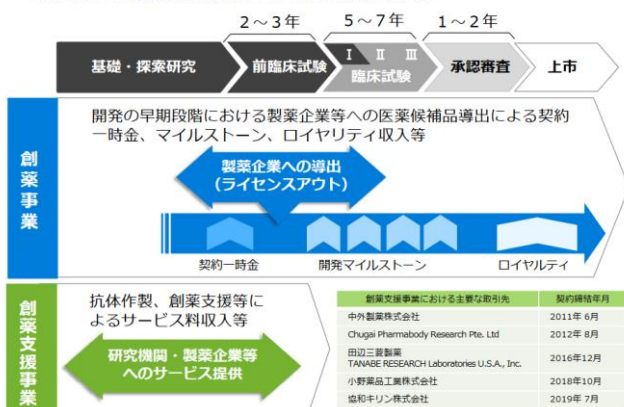 2～3年
5～7年
1～2年
基礎・探索研究
前臨床試験
Ⅰ Ⅱ Ⅲ
臨床試験
承認審査
上市
創薬事業
開発の早期段階における製薬企業等への医薬候補品導出による契約
一時金、マイルストーン、ロイヤリティ収入等
製薬企業への導出
(ライセンスアウト)
契約一時金
開発マイルストーン
ロイヤルティ
創薬支援事業
抗体作製、創薬支援等に
よるサービス料収入等
研究機関・製薬企業等
へのサービス提供
創薬支援事業における主要な取引先 契約締結年月
中外製薬株式会社 2011年 6月
Chugai Pharmabody Research Pte. Ltd 2012年 8月
田辺三菱製薬
TANABE RESEARCH Laboratories U.S.A., Inc. 2016年12月
小野薬品工業株式会社 2018年10月
協和キリン株式会社 2019年 7月